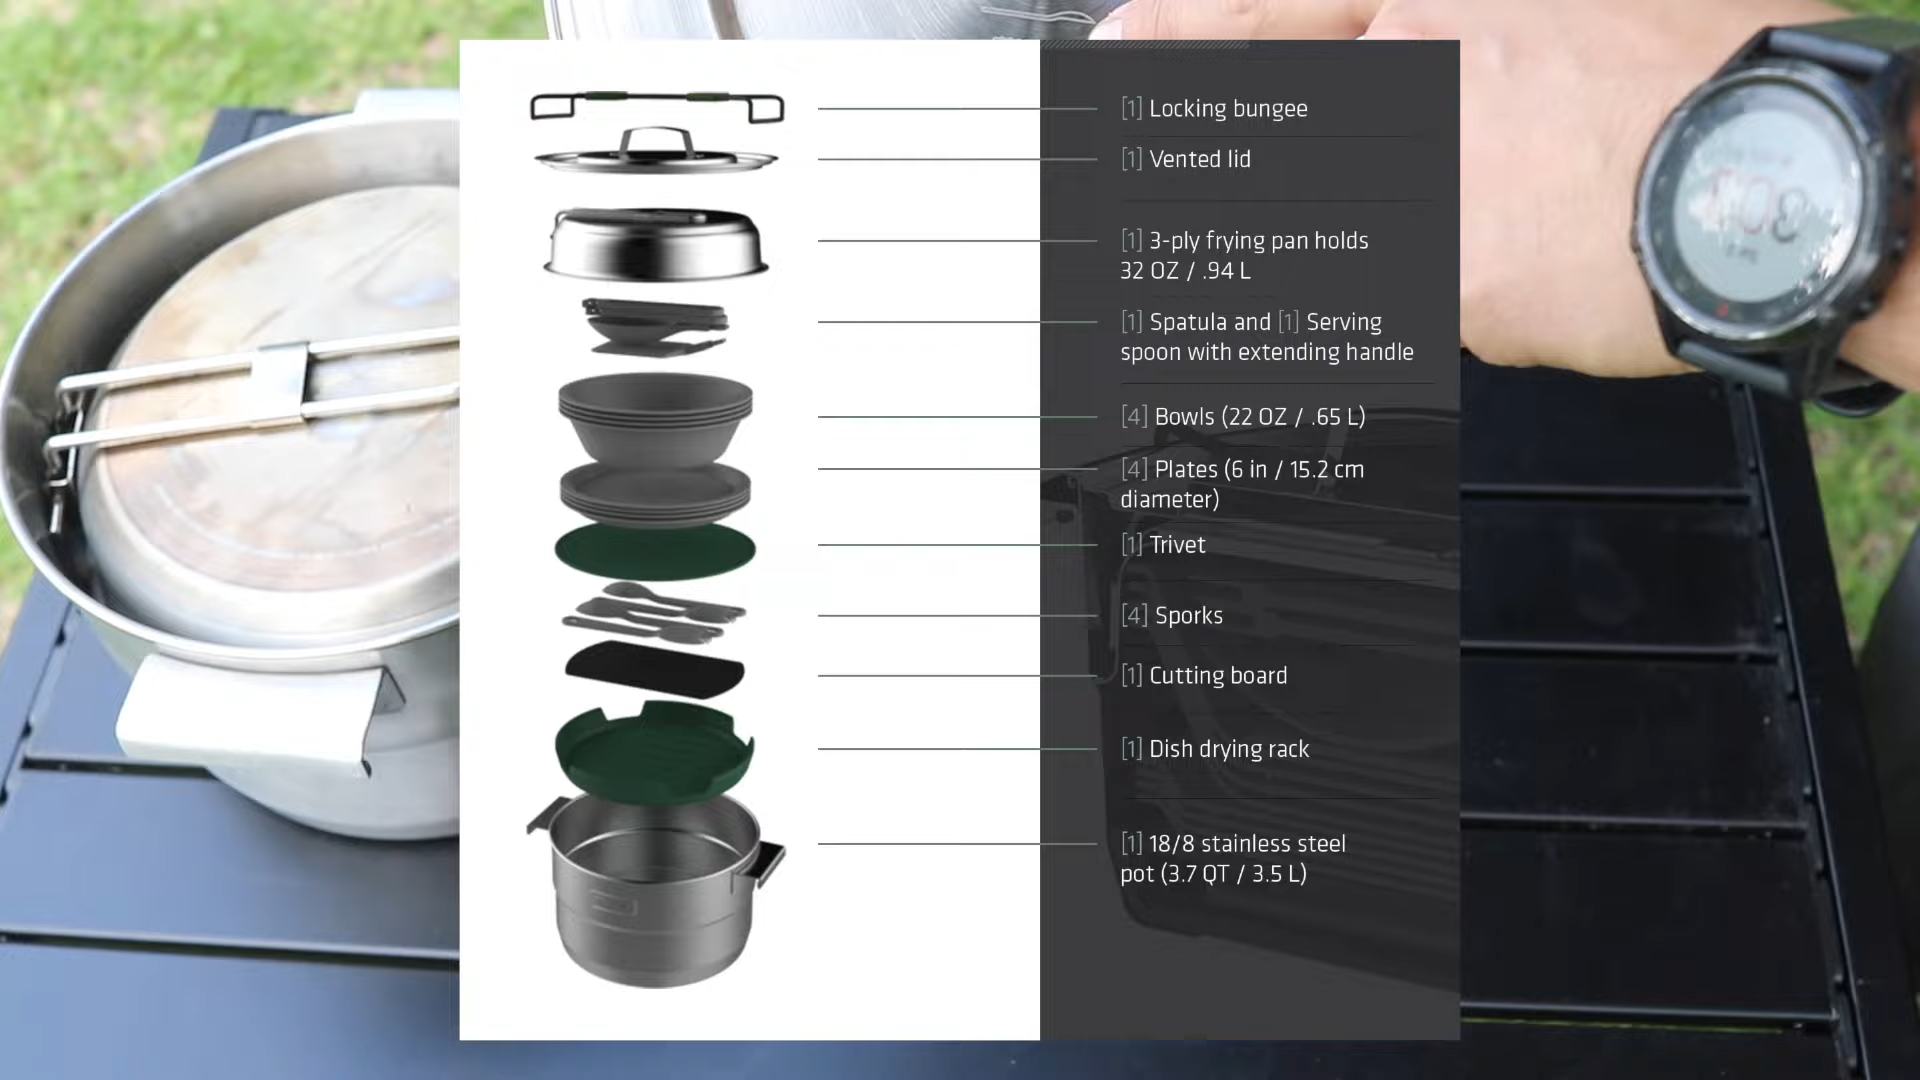 [1] Locking bungee
[1] Vented lid
[1] 3-ply frying pan holds
32 OZ / .94 L
[1] Spatula and [1] Serving
spoon with extending handle
[4] Bowls (22 OZ / .65 L)
[4] Plates (6 in / 15.2 cm
diameter)
[1] Trivet
[4] Sporks
[1] Cutting board
[1] Dish drying rack
[1] 18/8 stainless steel
pot (3.7 QT / 3.5 L)